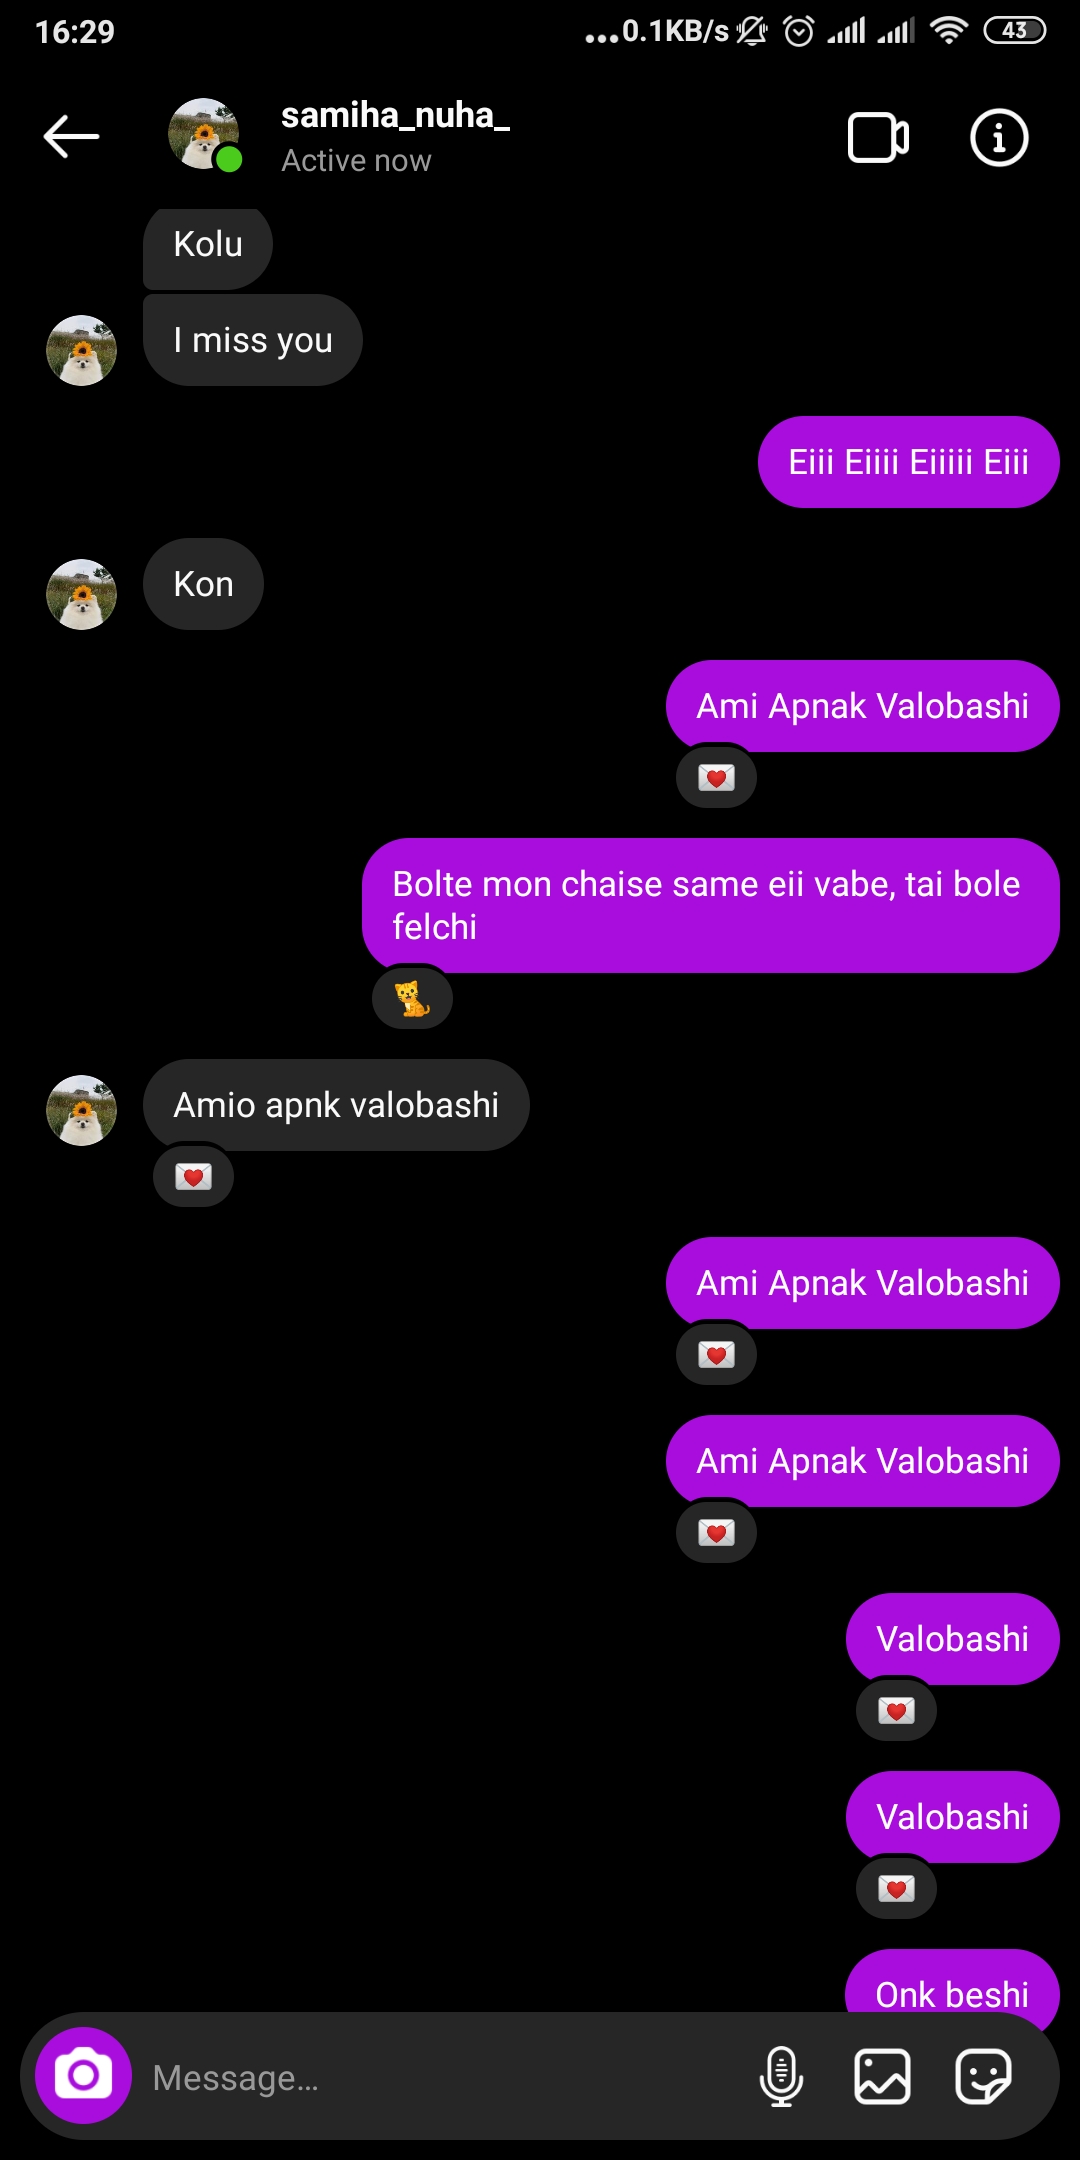 16:29
...0.1KB/s
43
samiha_nuha_
Active now
Kolu
I miss you
Eiii Eiiii Eiiiii Eiii
Kon
Ami Apnak Valobashi
Bolte mon chaise same eii vabe, tai bole
felchi
Amio apnk valobashi
Ami Apnak Valobashi
Ami Apnak Valobashi
Valobashi
Valobashi
Onk beshi
Message...